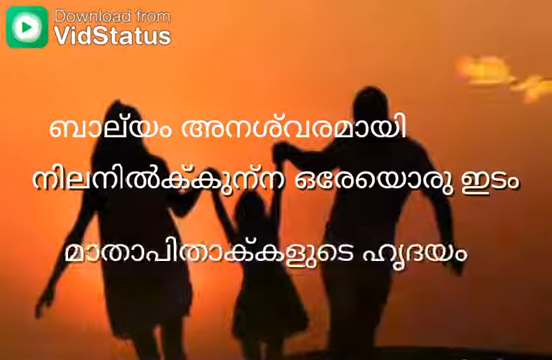 Download from
VidStatus
ബാല്യം അനശ്വരമായി
നിലനിൽക്കുന്ന ഒരേയൊരു ഇടം
മാതാപിതാക്കളുടെ ഹൃദയം